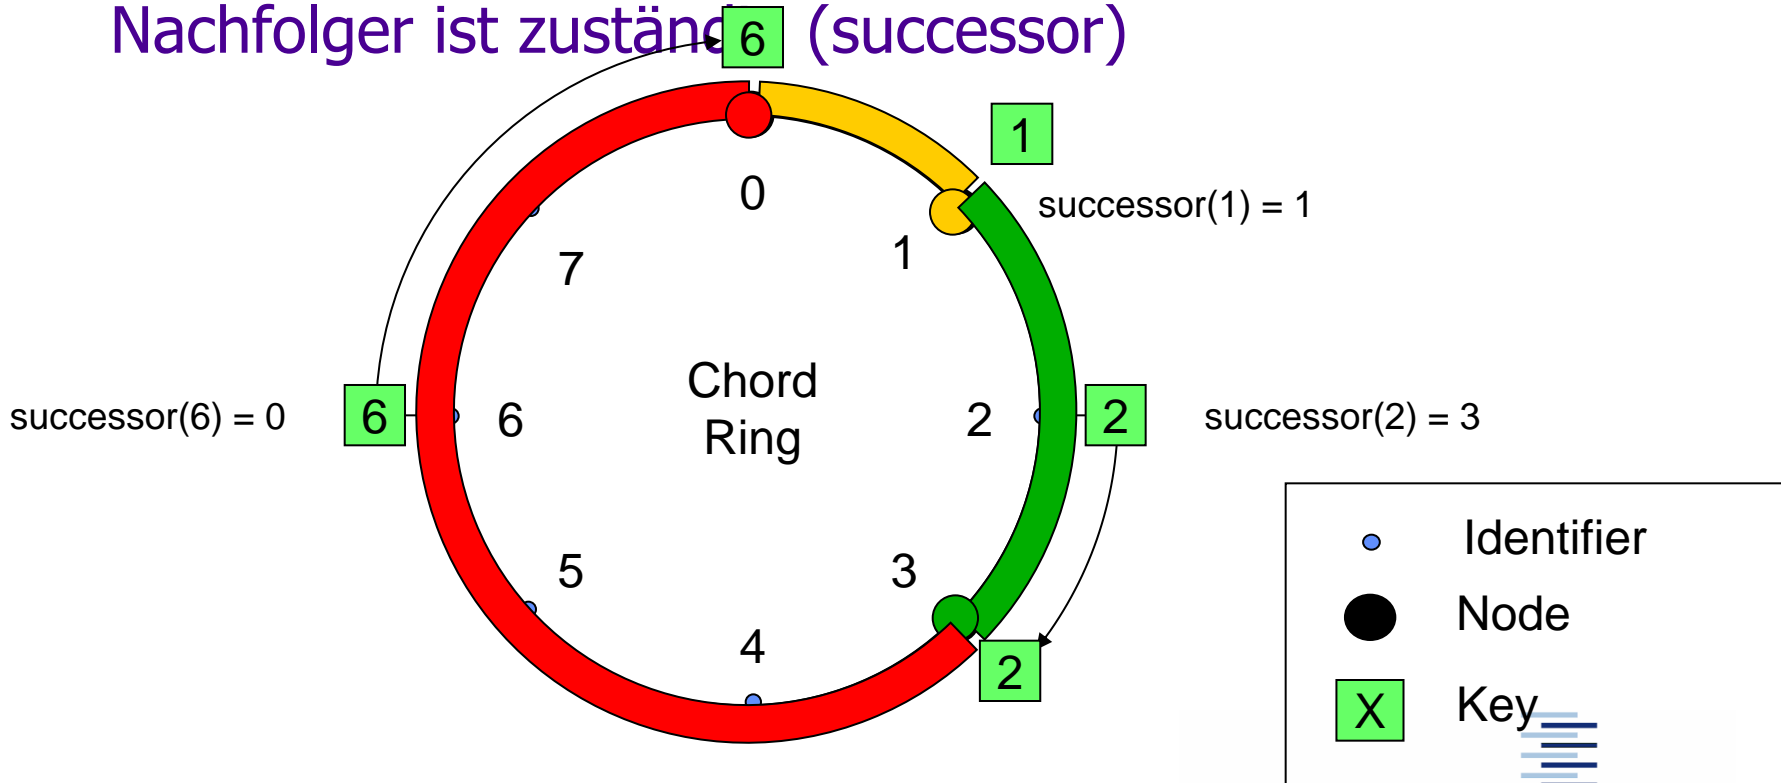 Nachfolger ist (successor)
6
1
0
successor(1) = 1
1
7
Chord
Ring
successor(6) = 0
6
6
2
2
successor(2) = 3
5
3
4
2
Identifier
Node
X
Key